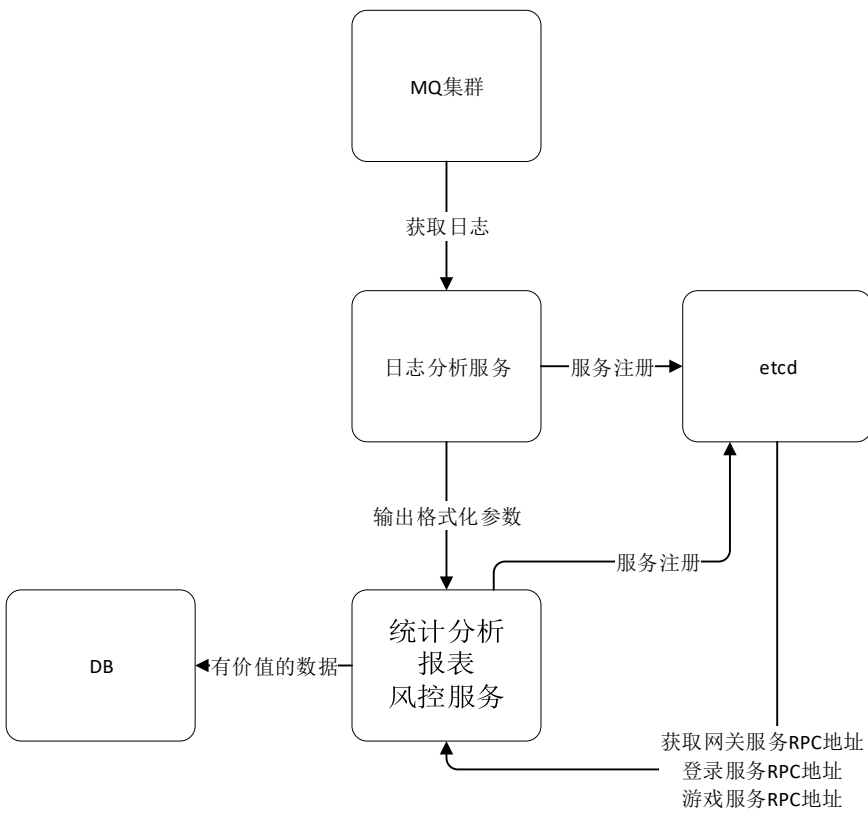 MQ集群
获取日志
日志分析服务
服务注册
etcd
输出格式化参数
服务注册
DB
有价值的数据
统计分析
报表
风控服务
获取网关服务RPC地址
登录服务RPC地址
游戏服务RPC地址